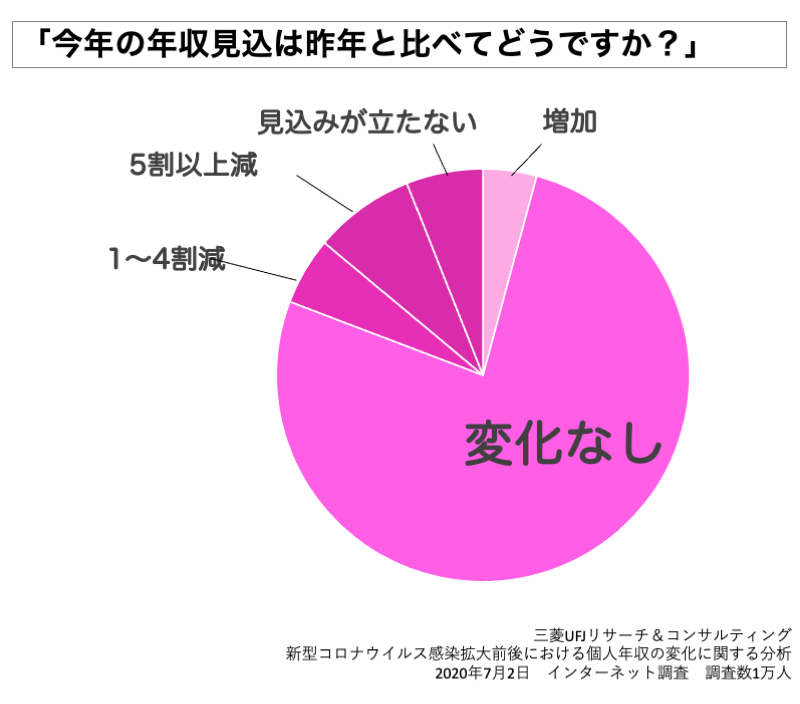 「今年の年収見込は昨年と比べてどうですか？」
見込みが立たない
増加
5割以上減
1〜4割減
変化なし
三菱UFJリサーチ＆コンサルティング
新型コロナウイルス感染拡大前後における個人年収の変化に関する分析
2020年7月2日　インターネット調査　調査数1万人